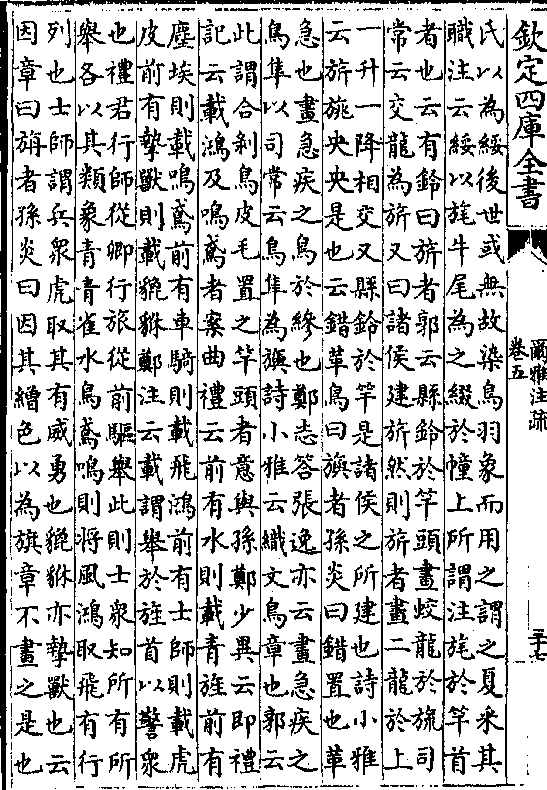 欽定四庫全書
爾雅注疏
卷五
三十七
氏以為綏後世或無故染鳥羽象而用之謂之夏采其
職注云綏以旄牛尾為之綴於幢上所謂注旄於竿首
者也云有鈴曰旂者郭云縣鈴於竿頭畫蛟龍於旒司
常云交龍為旂又曰諸侯建旂然則旂者畫二龍於上
一升一降相交又縣鈴於竿是諸侯之所建也詩小雅
云旂旐央央是也云錯革鳥曰旟者孫炎曰錯置也革
急也畫急疾之鳥於縿也鄭志答張逸亦云畫急疾之
鳥隼以司常云鳥隼為旟詩小雅云織文鳥章也郭云
此謂合剝鳥皮毛置之竿頭者意與孫鄭少異云即禮
記云載鴻及鳴鳶者案曲禮云前有水則載青旌前有
塵埃則載鳴鳶前有車騎則載飛鴻前有士師則載虎
皮前有摯獸則載貔貅鄭注云載謂舉於旌首以警衆
也禮君行師從卿行旅從前驅舉此則士衆知所有所
舉各以其類象青青雀水鳥鳶鳴則將風鴻取飛有行
列也士師謂兵衆虎取其有威勇也貔貅亦摯獸也云
因章曰旃者孫炎曰因其繒色以為旗章不畫之是也